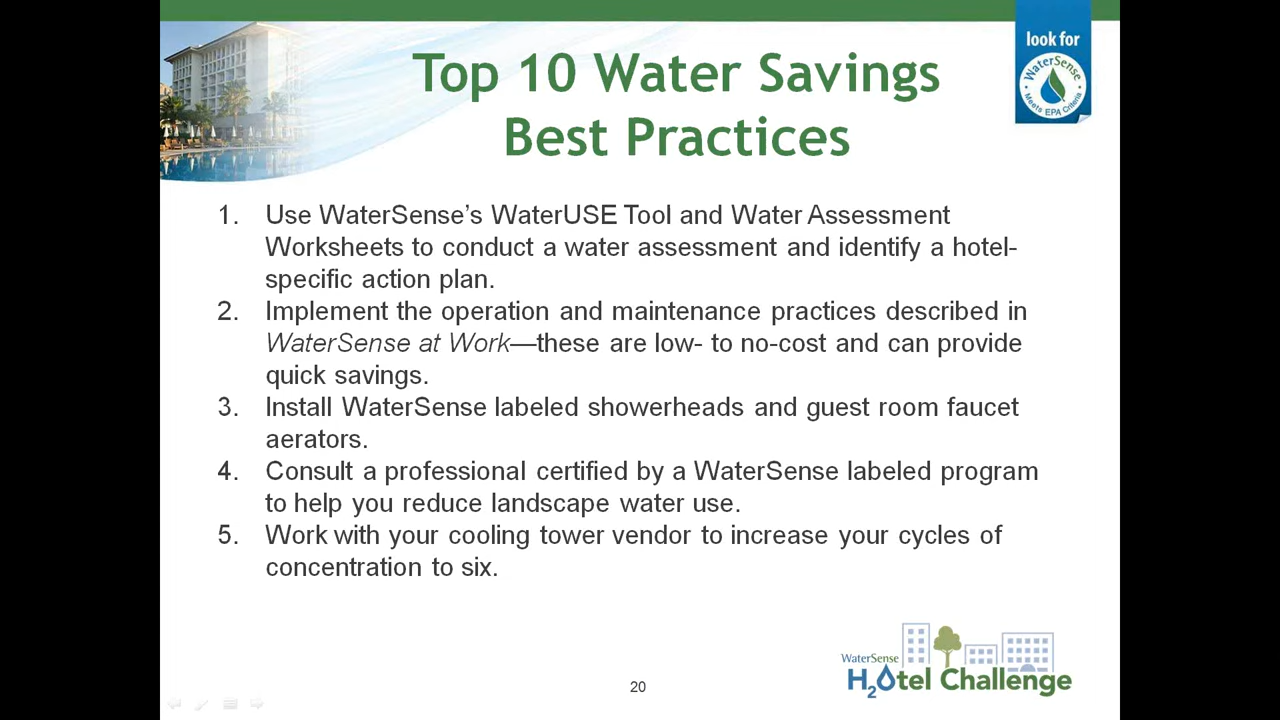 Top 10 Water Savings
Best Practices
look for
WaterSense
Meets EPA Criteria
1. Use WaterSense’s WaterUSE Tool and Water Assessment
Worksheets to conduct a water assessment and identify a hotel-
specific action plan.
2. Implement the operation and maintenance practices described in
WaterSense at Work—these are low- to no-cost and can provide
quick savings.
3. Install WaterSense labeled showerheads and guest room faucet
aerators.
4. Consult a professional certified by a WaterSense labeled program
to help you reduce landscape water use.
5. Work with your cooling tower vendor to increase your cycles of
concentration to six.
WaterSense
H2Otel Challenge
20